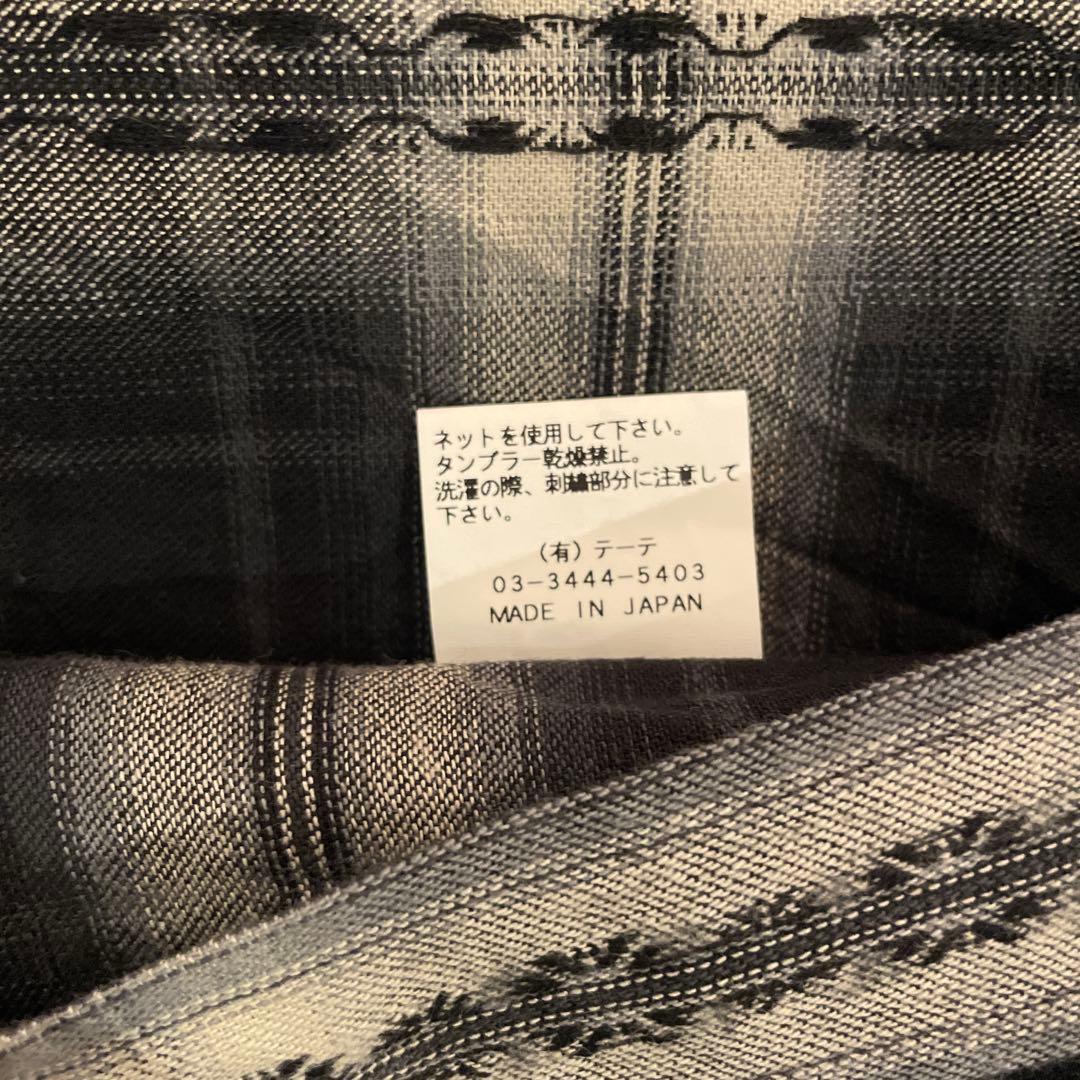 ネットを使用して下さい。
タンブラー乾燥禁止。
洗濯の際、刺繍部分に注意して
下さい。
(有)テーテ
03-3444-5403
MADE IN JAPAN